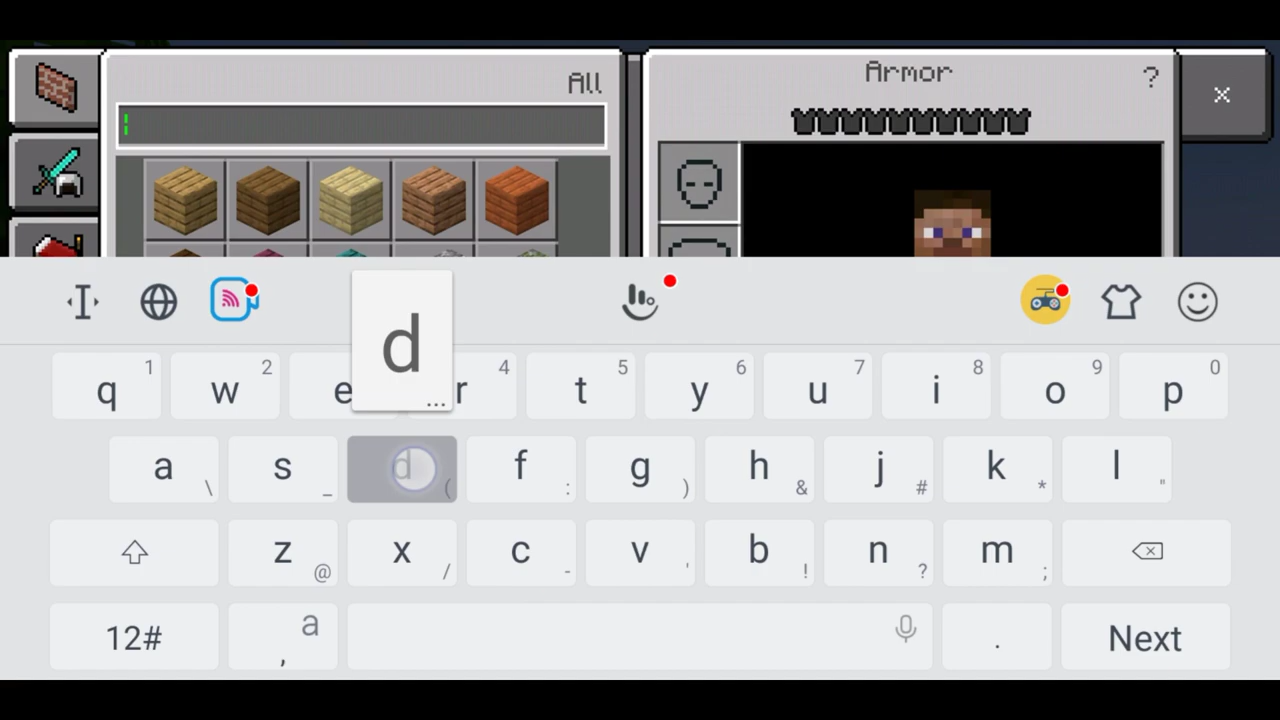 All
Armor
?
×
d
...
q 1 w 2 e r 4 t 5 y 6 u 7 i 8 o 9 p 0
a \ s _ d ( f : g ) h & j # k * l "
z @ x / c - v ' b ! n ? m ;
12# , a . Next